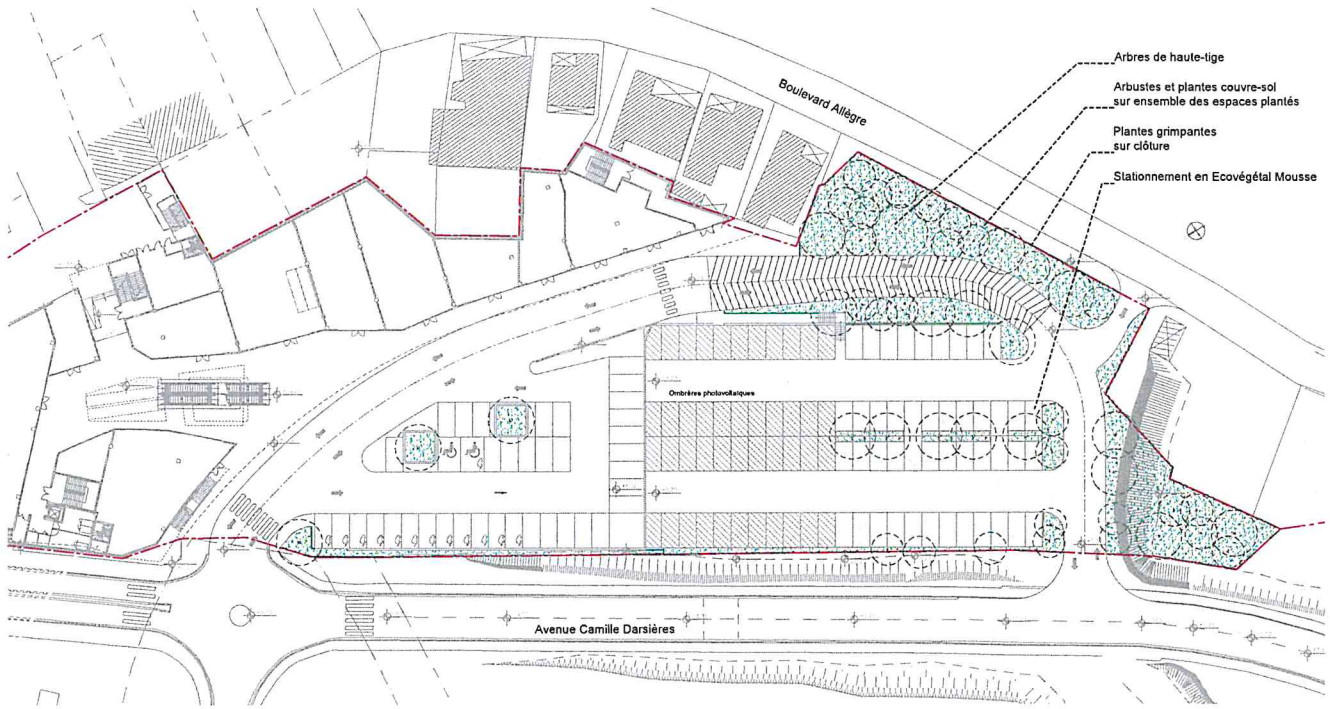 Arbres de haute-tige
Boulevard Allègre
Arbustes et plantes couvre-sol
sur ensemble des espaces plantés
Plantes grimpantes
sur clôture
Stationnement en Ecovégétal Mousse
Ombrères photovoltaïques
Avenue Camille Darsières